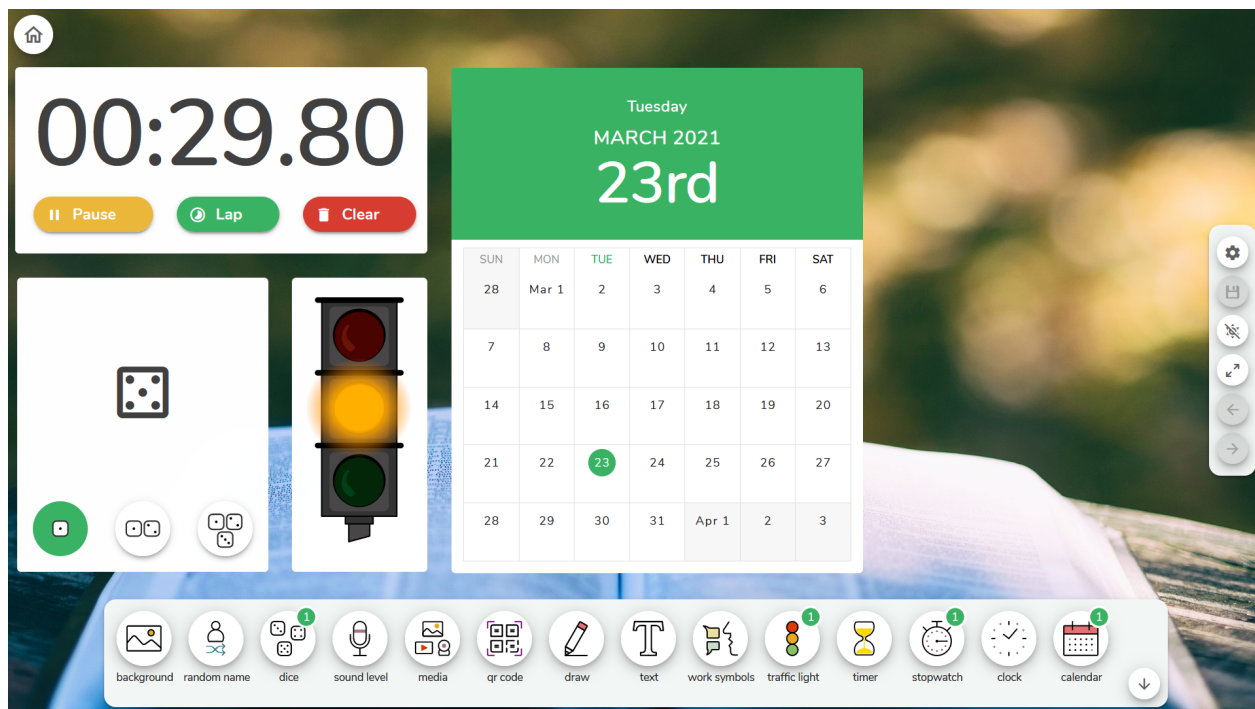 00:29.80
Pause Lap Clear
Tuesday
MARCH 2021
23rd
SUN MON TUE WED THU FRI SAT
28 Mar 1 2 3 4 5 6
7 8 9 10 11 12 13
14 15 16 17 18 19 20
21 22 23 24 25 26 27
28 29 30 31 Apr 1 2 3
1 1 1 1
background random name dice sound level media qr code draw text work symbols traffic light timer stopwatch clock calendar